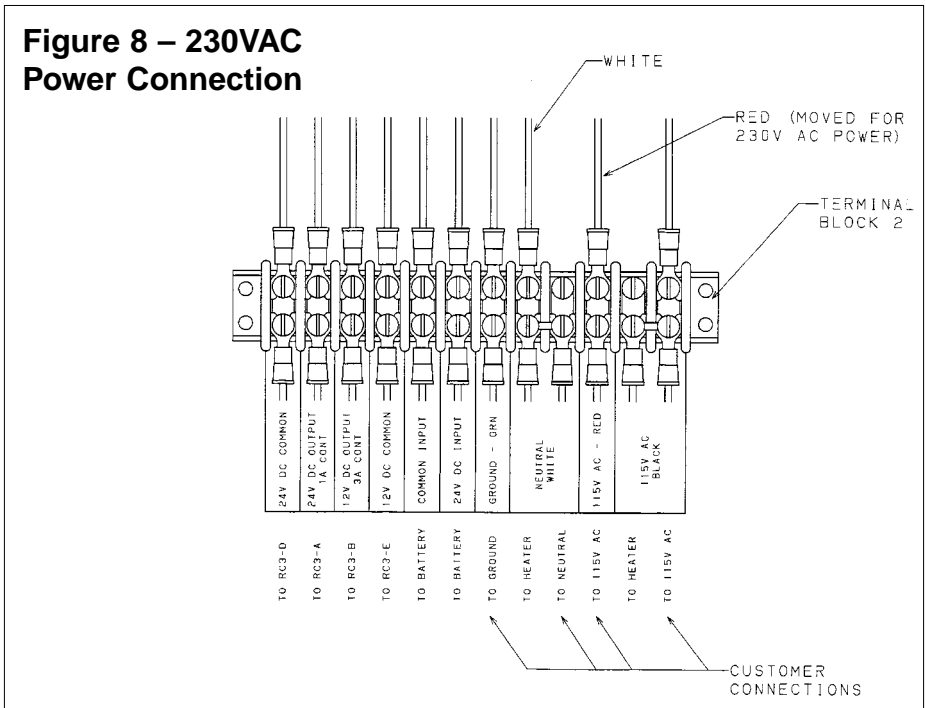 Figure 8 – 230VAC
Power Connection
WHITE
RED (MOVED FOR
230V AC POWER)
TERMINAL
BLOCK 2
24V DC COMMON
24V DC OUTPUT
1A CONT
12V DC OUTPUT
3A CONT
12V DC COMMON
COMMON INPUT
24V DC INPUT
GROUND - GRN
NEUTRAL
WHITE
115V AC - RED
115V AC
BLACK
TO RC3-D
TO RC3-A
TO RC3-B
TO RC3-E
TO BATTERY
TO BATTERY
TO GROUND
TO HEATER
TO NEUTRAL
TO 115V AC
TO HEATER
TO 115V AC
CUSTOMER
CONNECTIONS